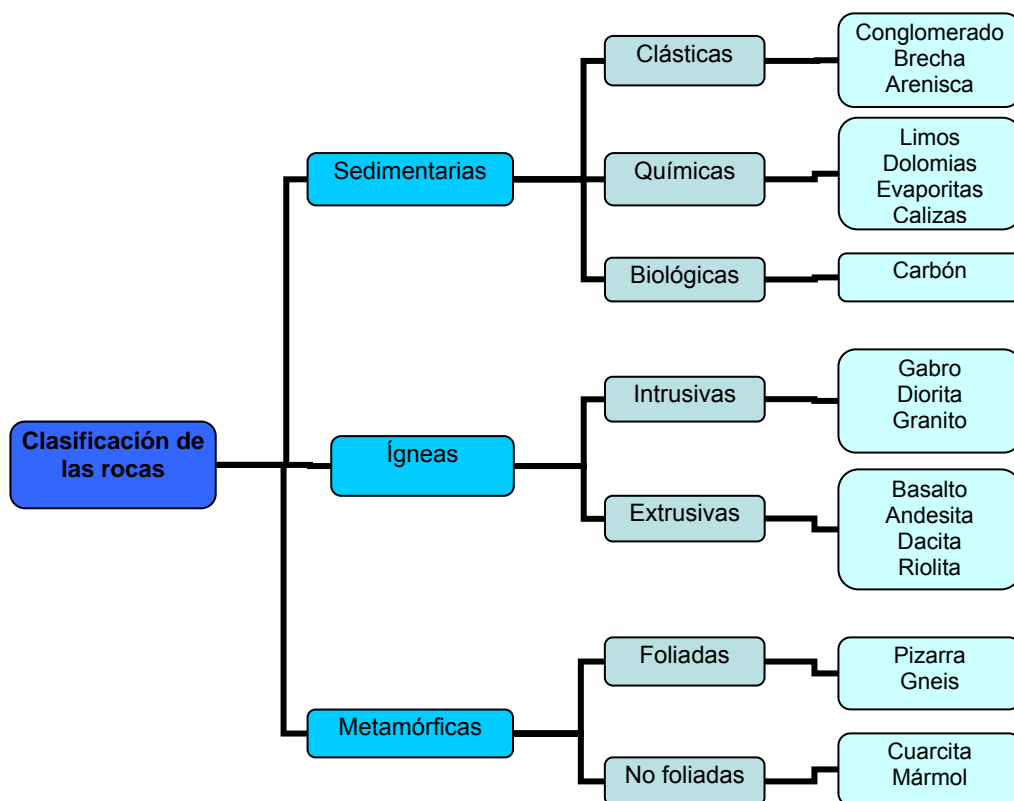 Clasificación de
las rocas
Sedimentarias
Clásticas
Conglomerado
Brecha
Arenisca
Químicas
Limos
Dolomias
Evaporitas
Calizas
Biológicas
Carbón
Ígneas
Intrusivas
Gabro
Diorita
Granito
Extrusivas
Basalto
Andesita
Dacita
Riolita
Metamórficas
Foliadas
Pizarra
Gneis
No foliadas
Cuarcita
Mármol